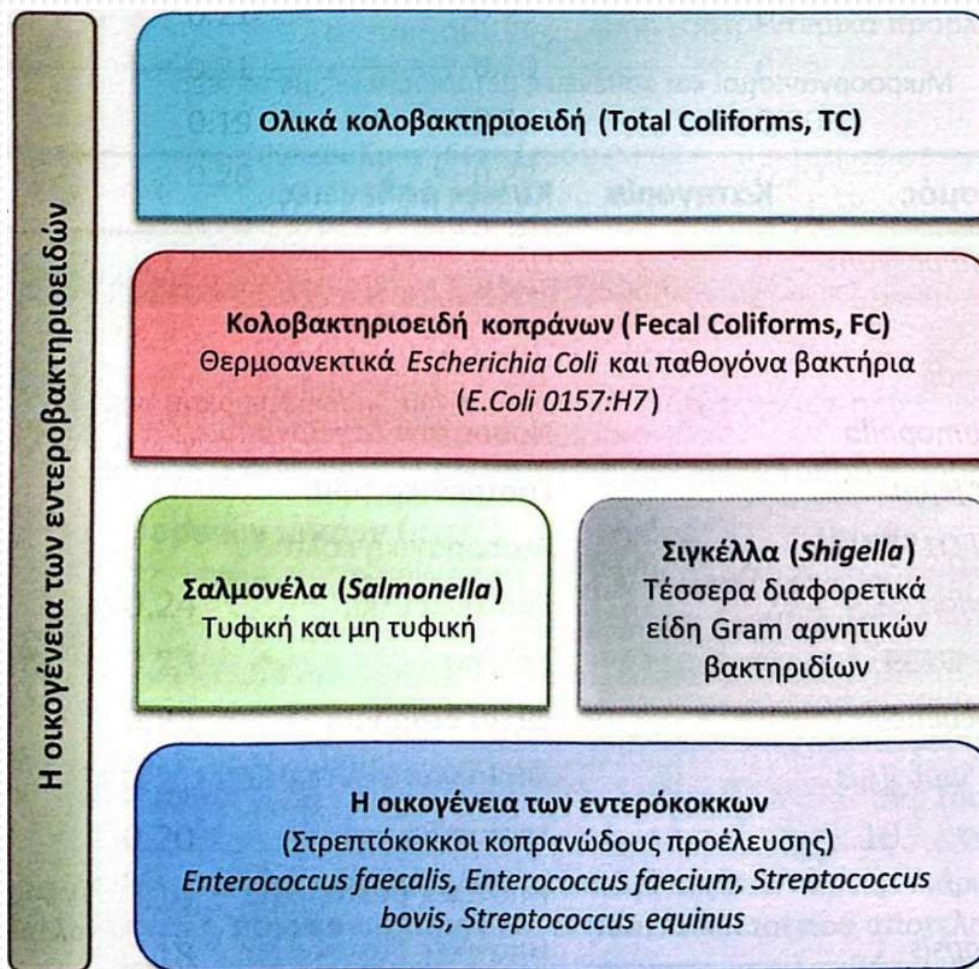 Η οικογένεια των εντεροβακτηριοειδών
Ολικά κολοβακτηριοειδή (Total Coliforms, TC)
Κολοβακτηριοειδή κοπράνων (Fecal Coliforms, FC)
Θερμοανεκτικά Escherichia Coli και παθογόνα βακτήρια
(E.Coli 0157:H7)
Σαλμονέλα (Salmonella)
Τυφική και μη τυφική
Σιγκέλλα (Shigella)
Τέσσερα διαφορετικά
είδη Gram αρνητικών
βακτηριδίων
Η οικογένεια των εντερόκοκκων
(Στρεπτόκοκκοι κοπρανώδους προέλευσης)
Enterococcus faecalis, Enterococcus faecium, Streptococcus
bovis, Streptococcus equinus